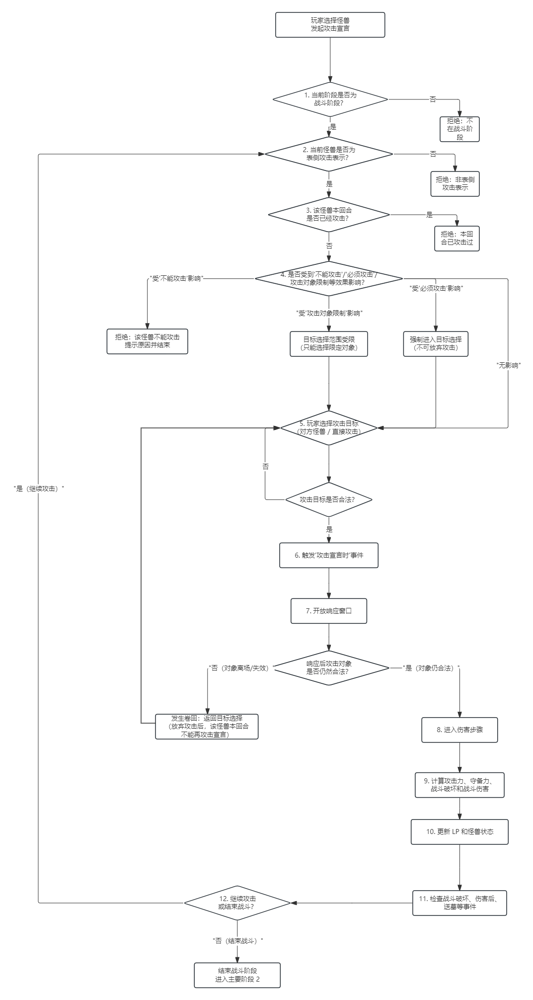 玩家选择怪兽
发起攻击宣言
1. 当前阶段是否为
战斗阶段?
否
拒绝：不
在战斗阶
段
是
2. 当前怪兽是否为
表侧攻击表示?
否
拒绝：非表侧
攻击表示
是
3. 该怪兽本回合
是否已经攻击?
是
拒绝：本回
合已攻击过
否
4. 是否受到'不能攻击'/'必须攻击'/
攻击对象限制等效果影响?
"受'不能攻击'影响"
"受'必须攻击'影响"
"受'攻击对象限制'影响"
拒绝：该怪兽不能攻击
提示原因并结束
目标选择范围受限
（只能选择限定对象）
强制进入目标选择
（不可放弃攻击）
"无影响"
5. 玩家选择攻击目标
（对方怪兽 / 直接攻击）
否
"是（继续攻击）"
攻击目标是否合法?
是
6. 触发'攻击宣言时'事件
7. 开放响应窗口
响应后攻击对象
是否仍然合法?
"否（对象离场/失效）"
"是（对象仍合法）"
发生卷回：返回目标选择
（放弃攻击后，该怪兽本回合
不能再攻击宣言）
8. 进入伤害步骤
9. 计算攻击力、守备力、
战斗破坏和战斗伤害
10. 更新 LP 和怪兽状态
11. 检查战斗破坏、伤害后、
送墓等事件
12. 继续攻击
或结束战斗?
"否（结束战斗）"
结束战斗阶段
进入主要阶段 2